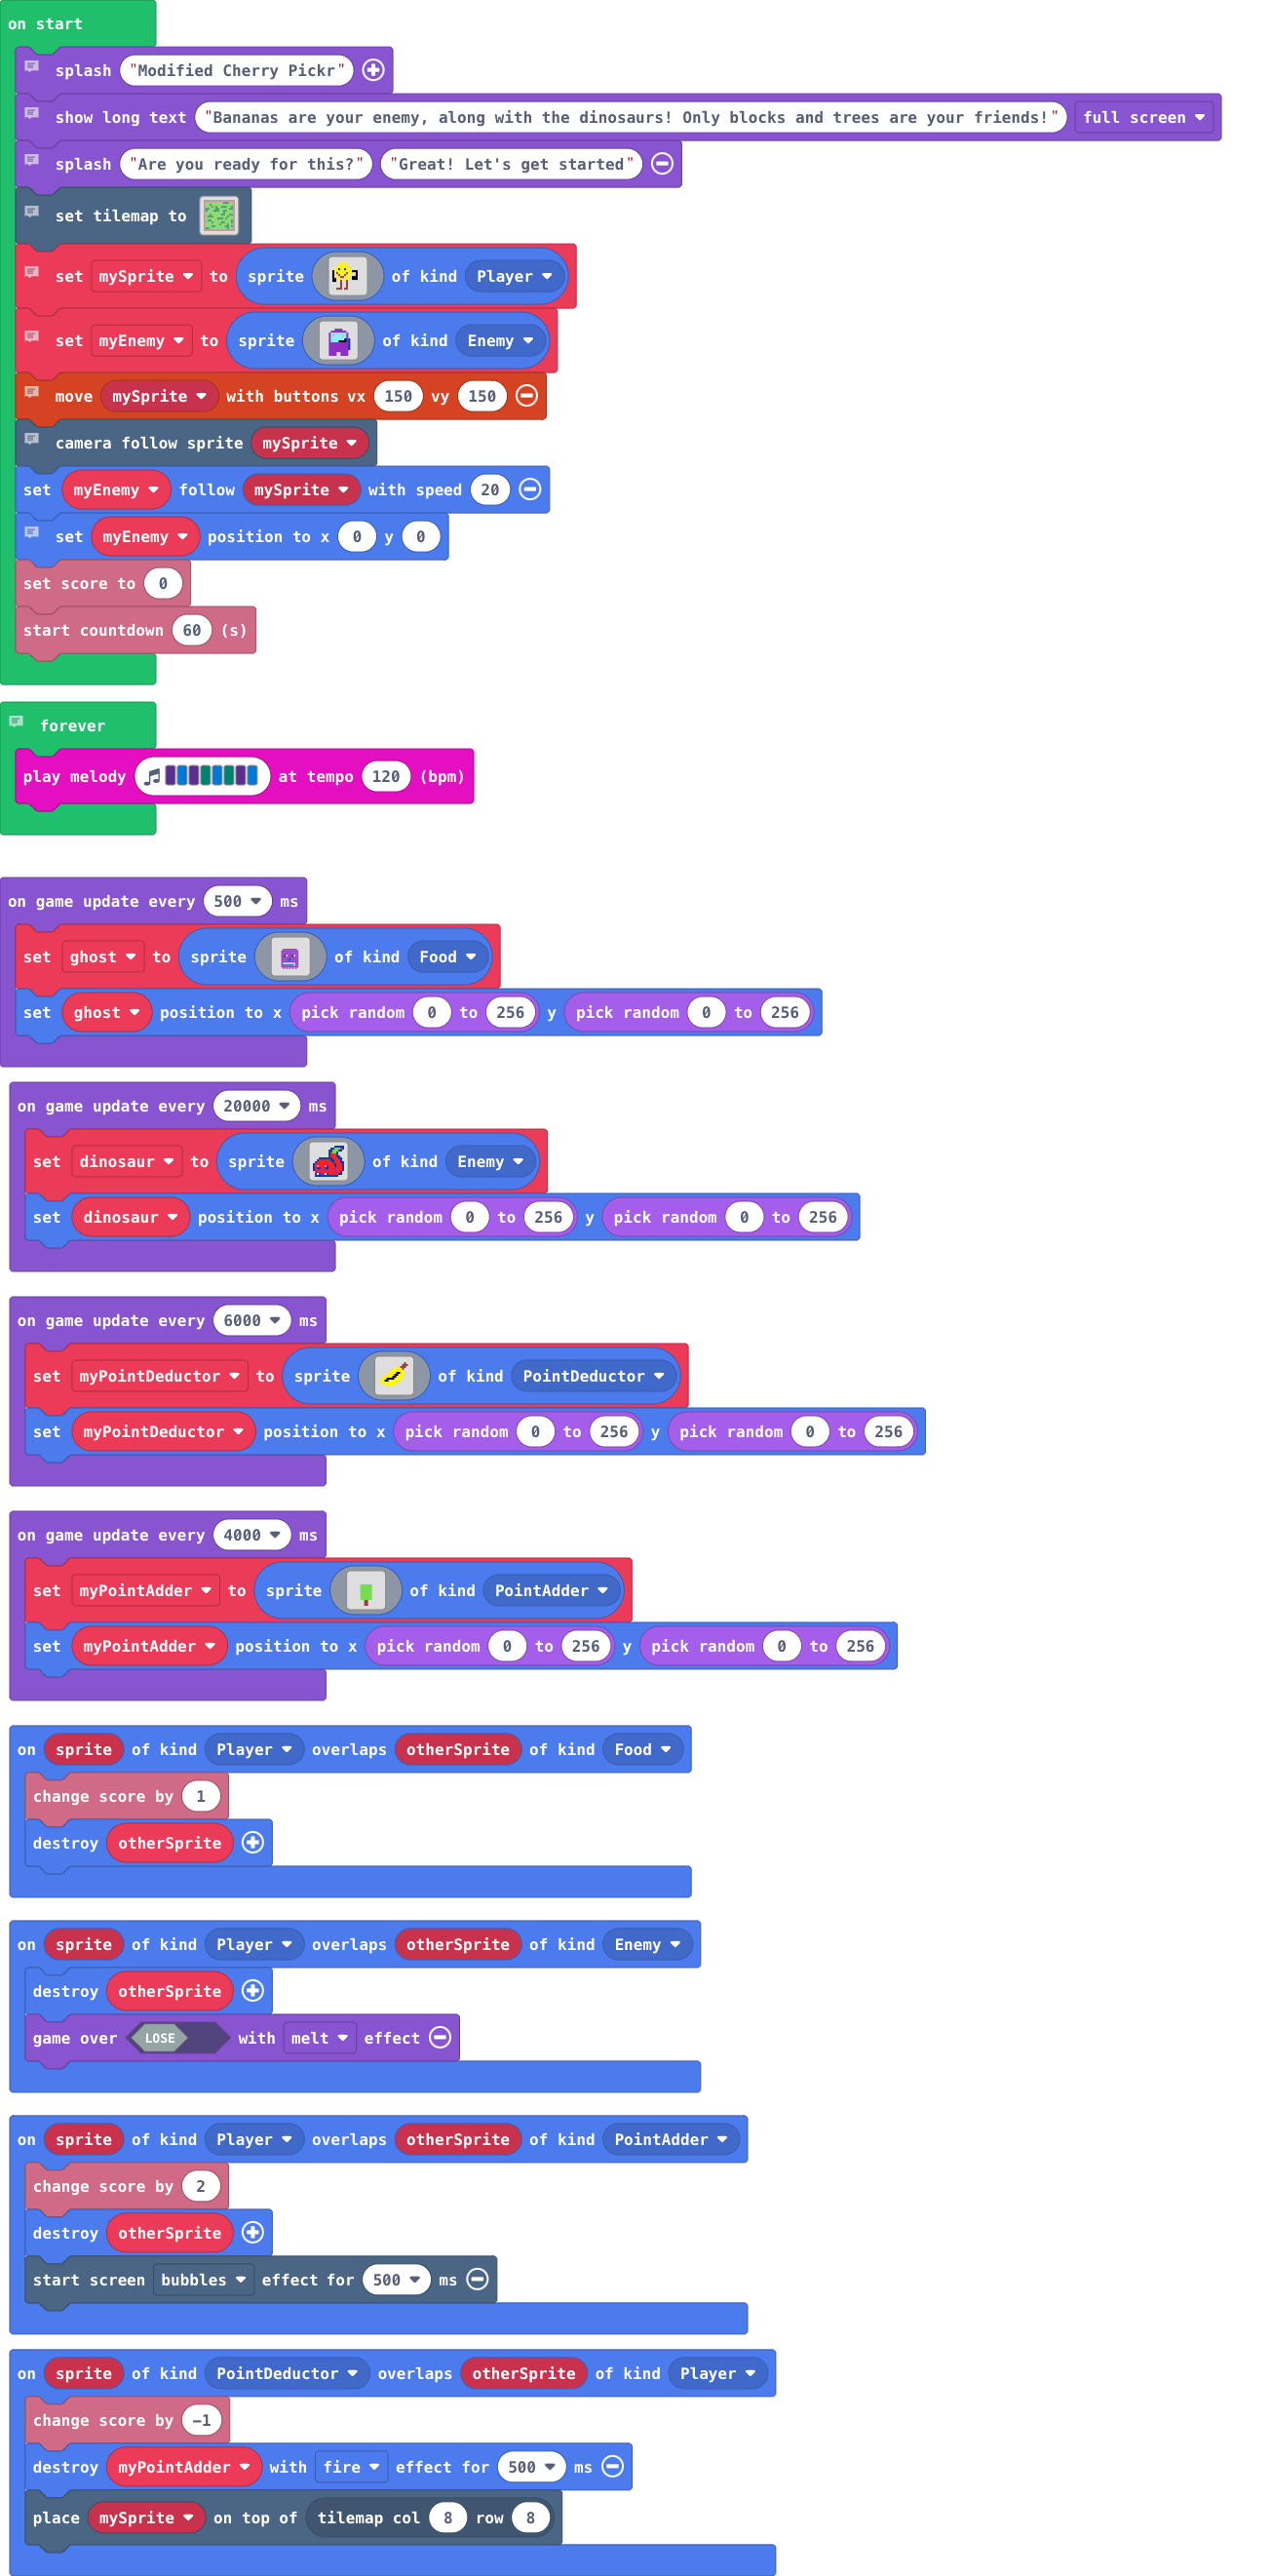 on start
splash "Modified Cherry Pickr"
show long text "Bananas are your enemy, along with the dinosaurs! Only blocks and trees are your friends!" full screen
splash "Are you ready for this?" "Great! Let's get started"
set tilemap to
set mySprite to sprite of kind Player
set myEnemy to sprite of kind Enemy
move mySprite with buttons vx 150 vy 150
camera follow sprite mySprite
set myEnemy follow mySprite with speed 20
set myEnemy position to x 0 y 0
set score to 0
start countdown 60 (s)
forever
play melody at tempo 120 (bpm)
on game update every 500 ms
set ghost to sprite of kind Food
set ghost position to x pick random 0 to 256 y pick random 0 to 256
on game update every 20000 ms
set dinosaur to sprite of kind Enemy
set dinosaur position to x pick random 0 to 256 y pick random 0 to 256
on game update every 6000 ms
set myPointDeductor to sprite of kind PointDeductor
set myPointDeductor position to x pick random 0 to 256 y pick random 0 to 256
on game update every 4000 ms
set myPointAdder to sprite of kind PointAdder
set myPointAdder position to x pick random 0 to 256 y pick random 0 to 256
on sprite of kind Player overlaps otherSprite of kind Food
change score by 1
destroy otherSprite
on sprite of kind Player overlaps otherSprite of kind Enemy
destroy otherSprite
game over LOSE with melt effect
on sprite of kind Player overlaps otherSprite of kind PointAdder
change score by 2
destroy otherSprite
start screen bubbles effect for 500 ms
on sprite of kind PointDeductor overlaps otherSprite of kind Player
change score by -1
destroy myPointAdder with fire effect for 500 ms
place mySprite on top of tilemap col 8 row 8